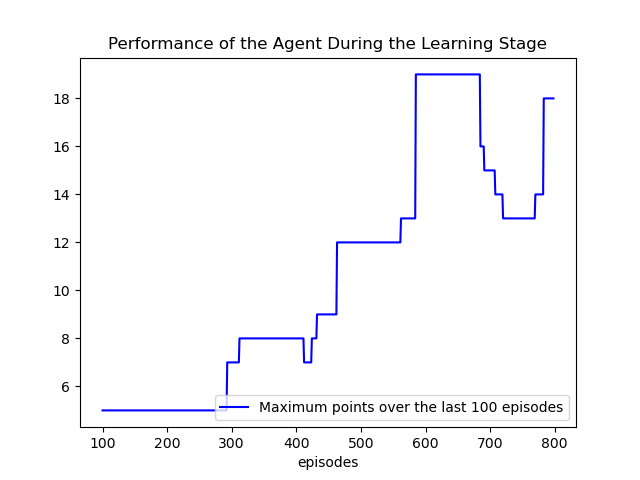 Performance of the Agent During the Learning Stage
18
16
14
12
10
8
6
Maximum points over the last 100 episodes
100 200 300 400 500 600 700 800
episodes